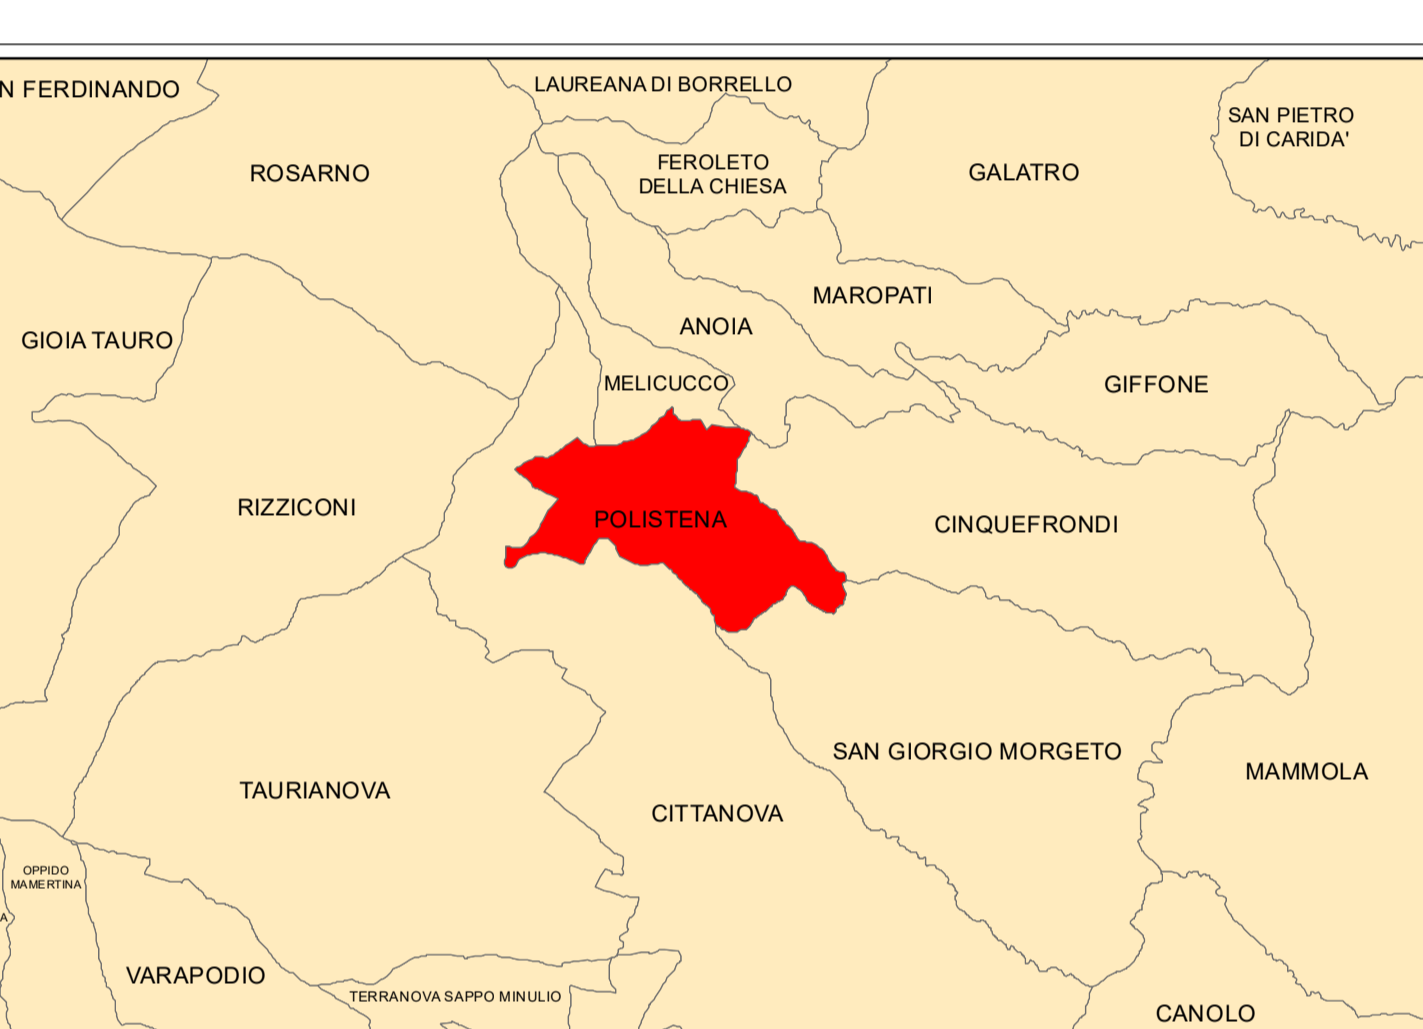 LAUREANA DI BORRELLO
N FERDINANDO
SAN PIETRO
DI CARIDA'
FEROLETO
DELLA CHIESA
ROSARNO
GALATRO
MAROPATI
ANOIA
GIOIA TAURO
MELICUCCO
GIFFONE
RIZZICONI
POLISTENA
CINQUEFRONDI
SAN GIORGIO MORGETO
MAMMOLA
TAURIANOVA
CITTANOVA
OPPIDO
MAMERTINA
A
VARAPODIO
TERRANOVA SAPPO MINULIO
CANOLO